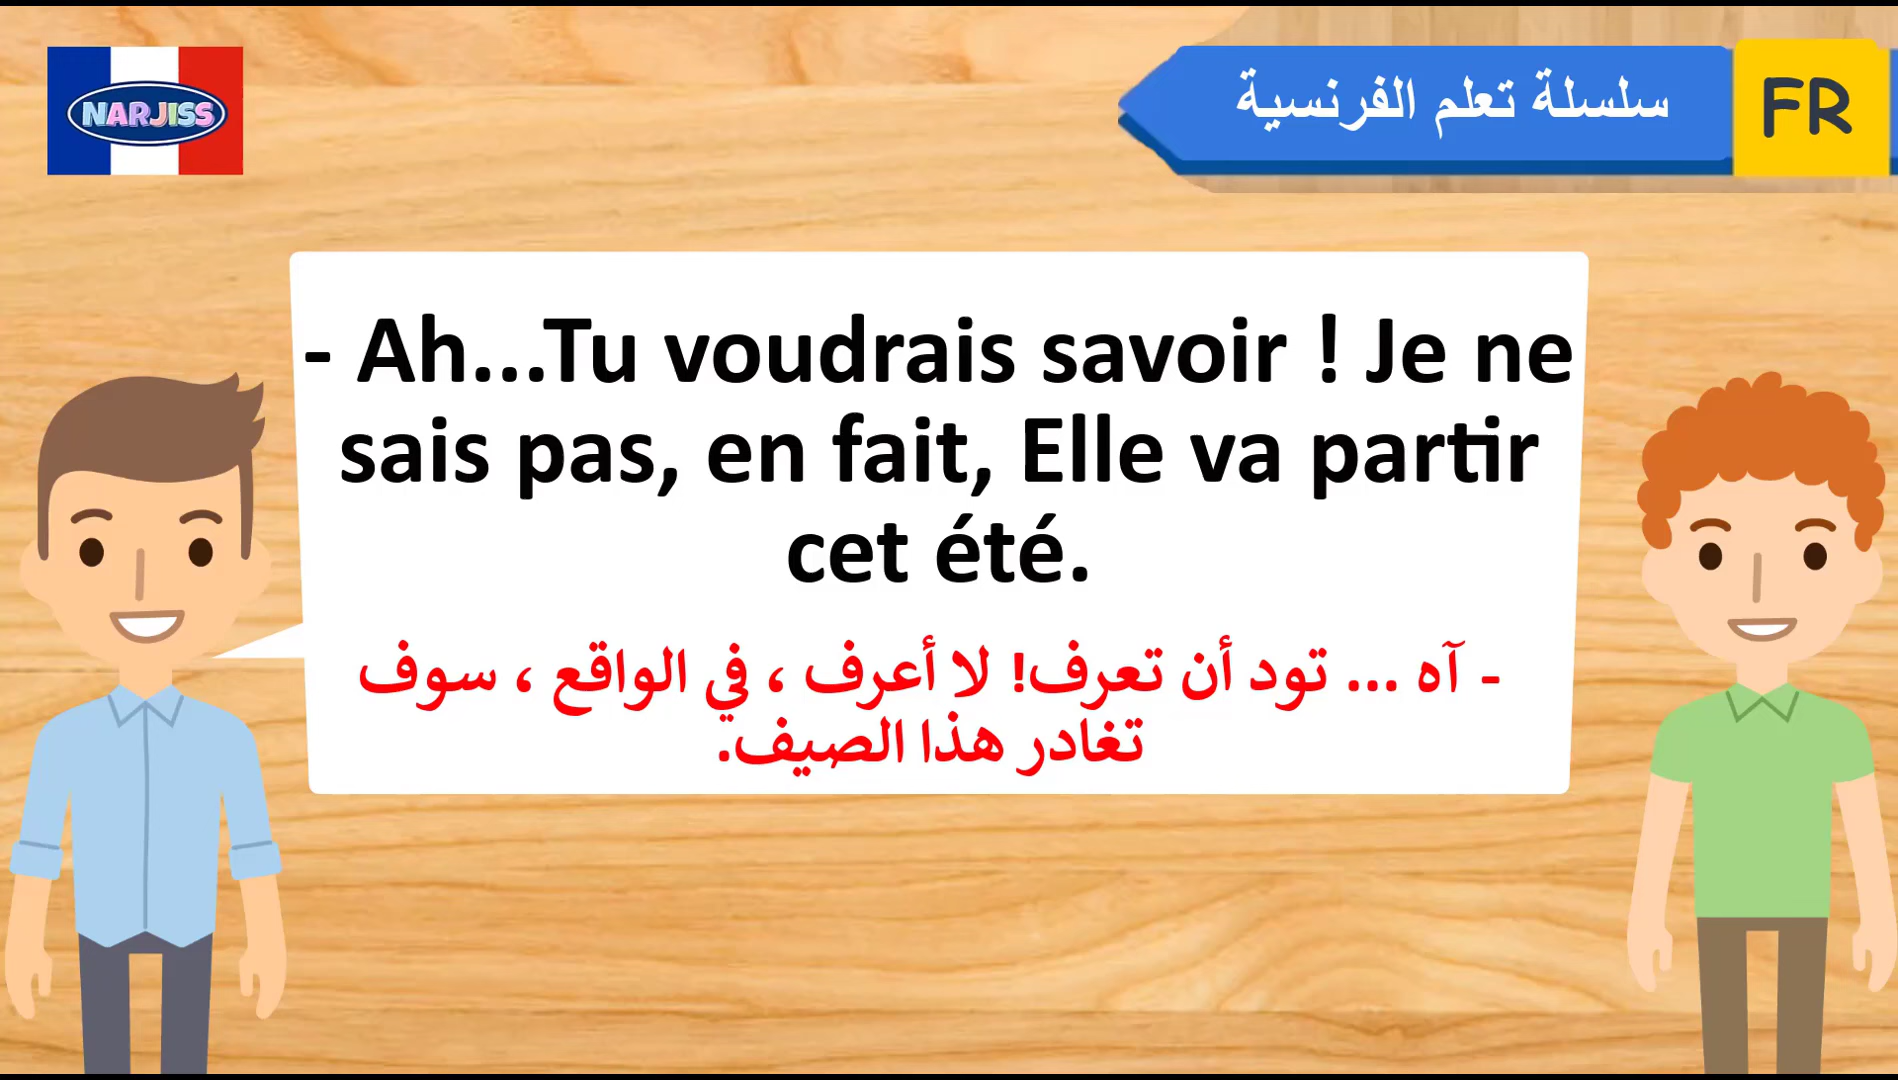 NARJISS
سلسلة تعلم الفرنسية
FR
- Ah...Tu voudrais savoir ! Je ne
sais pas, en fait, Elle va partir
cet été.
- آه ... تود أن تعرف! لا أعرف ، في الواقع ، سوف
تغادر هذا الصيف.